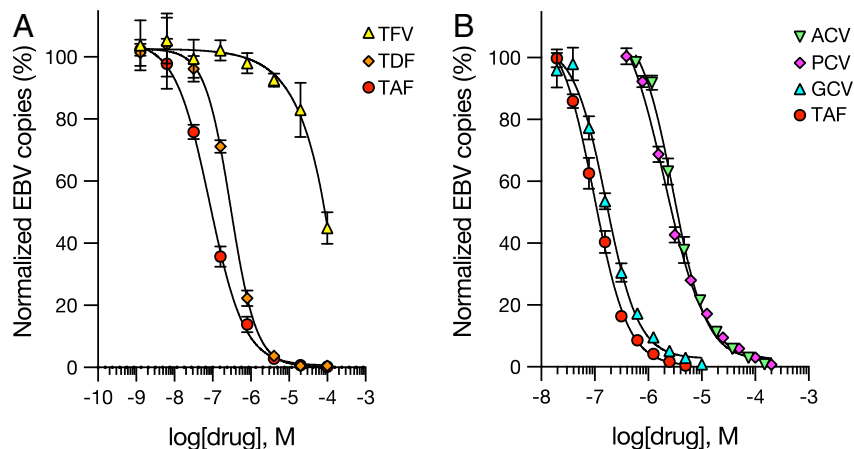 A
Normalized EBV copies (%)
100
80
60
40
20
0
-10 -9 -8 -7 -6 -5 -4 -3
log[drug], M
TFV
TDF
TAF
B
Normalized EBV copies (%)
100
80
60
40
20
0
-8 -7 -6 -5 -4 -3
log[drug], M
ACV
PCV
GCV
TAF